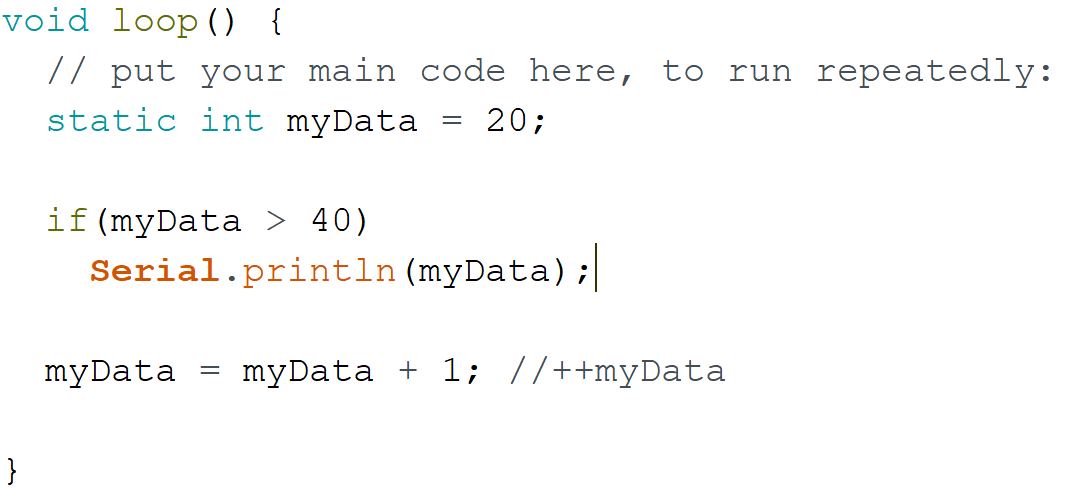 void loop() {
  // put your main code here, to run repeatedly:
  static int myData = 20;

  if(myData > 40)
    Serial.println(myData);

  myData = myData + 1; //++myData

}